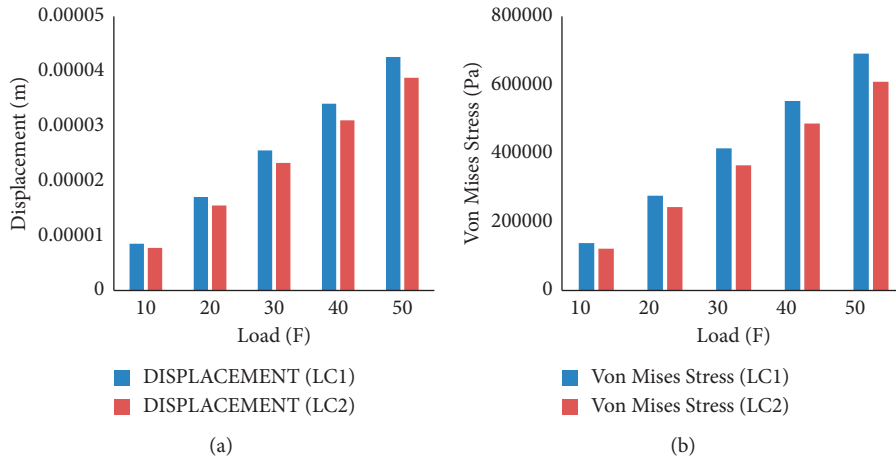 0.00005
0.00004
0.00003
0.00002
0.00001
0
Displacement (m)
10 20 30 40 50
Load (F)
DISPLACEMENT (LC1)
DISPLACEMENT (LC2)
(a)
800000
600000
400000
200000
0
Von Mises Stress (Pa)
10 20 30 40 50
Load (F)
Von Mises Stress (LC1)
Von Mises Stress (LC2)
(b)